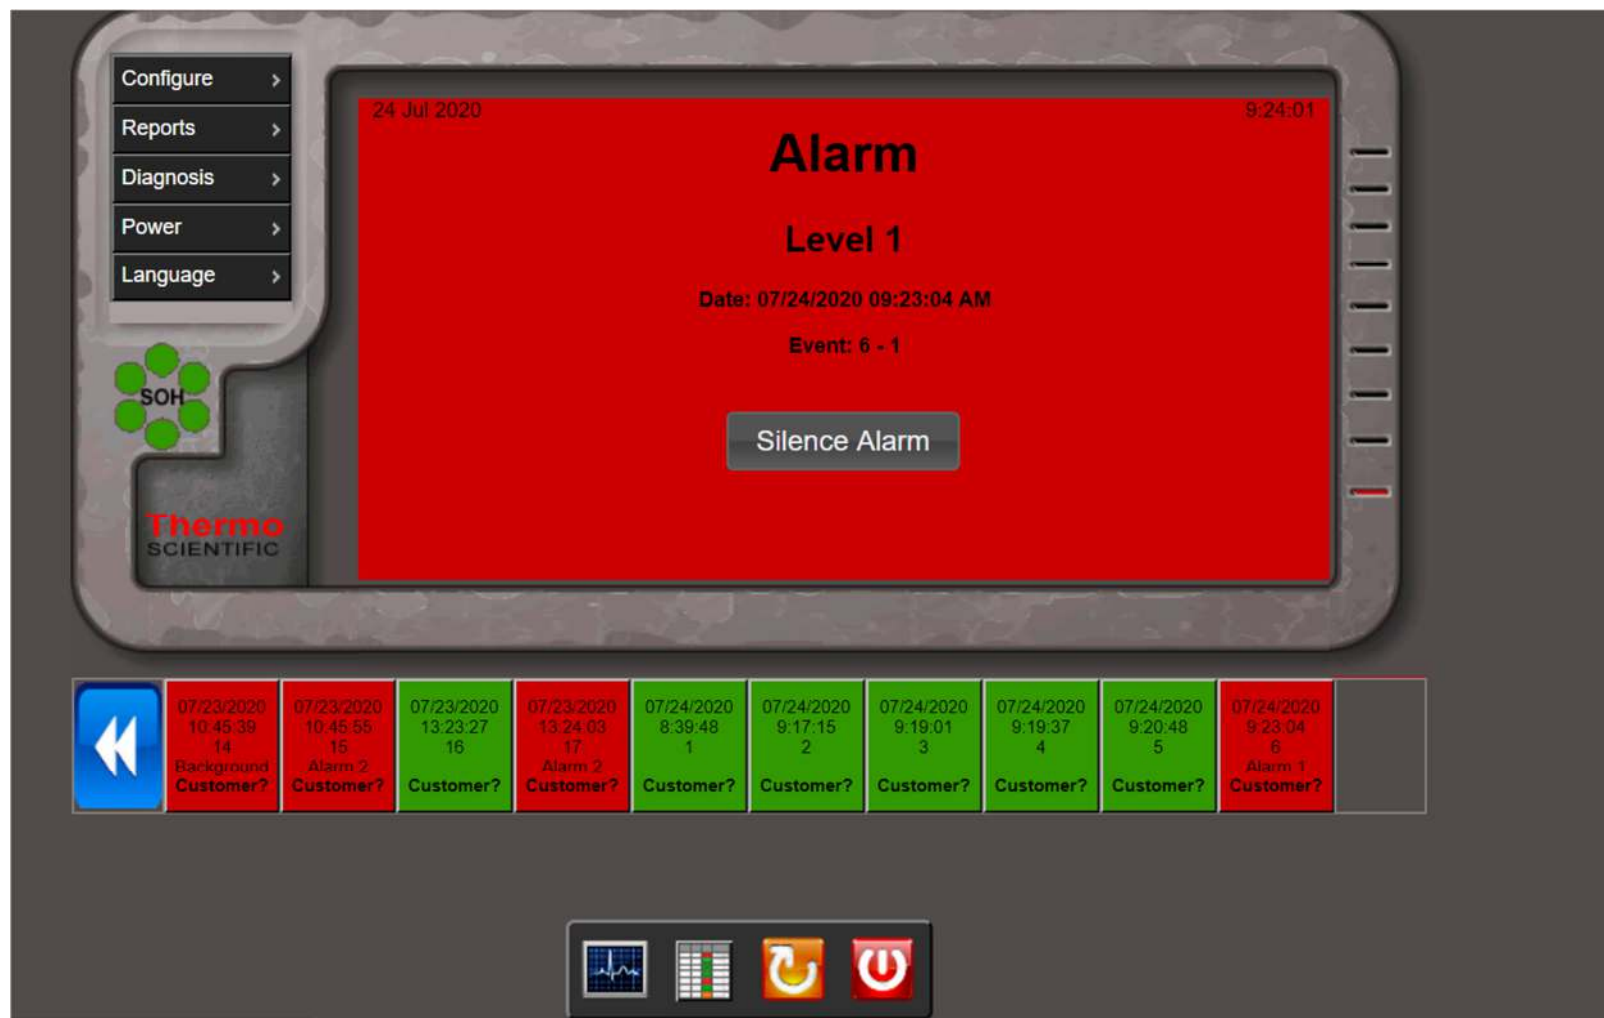 Configure
Reports
Diagnosis
Power
Language
SOH
Thermo
SCIENTIFIC
24 Jul 2020
9:24:01
Alarm
Level 1
Date: 07/24/2020 09:23:04 AM
Event: 6 - 1
Silence Alarm
07/23/2020
10:45:39
14
Background
Customer?
07/23/2020
10:45:55
15
Alarm 2
Customer?
07/23/2020
13:23:27
16
Customer?
07/23/2020
13:24:03
17
Alarm 2
Customer?
07/24/2020
8:39:48
1
Customer?
07/24/2020
9:17:15
2
Customer?
07/24/2020
9:19:01
3
Customer?
07/24/2020
9:19:37
4
Customer?
07/24/2020
9:20:48
5
Customer?
07/24/2020
9:23:04
6
Alarm 1
Customer?